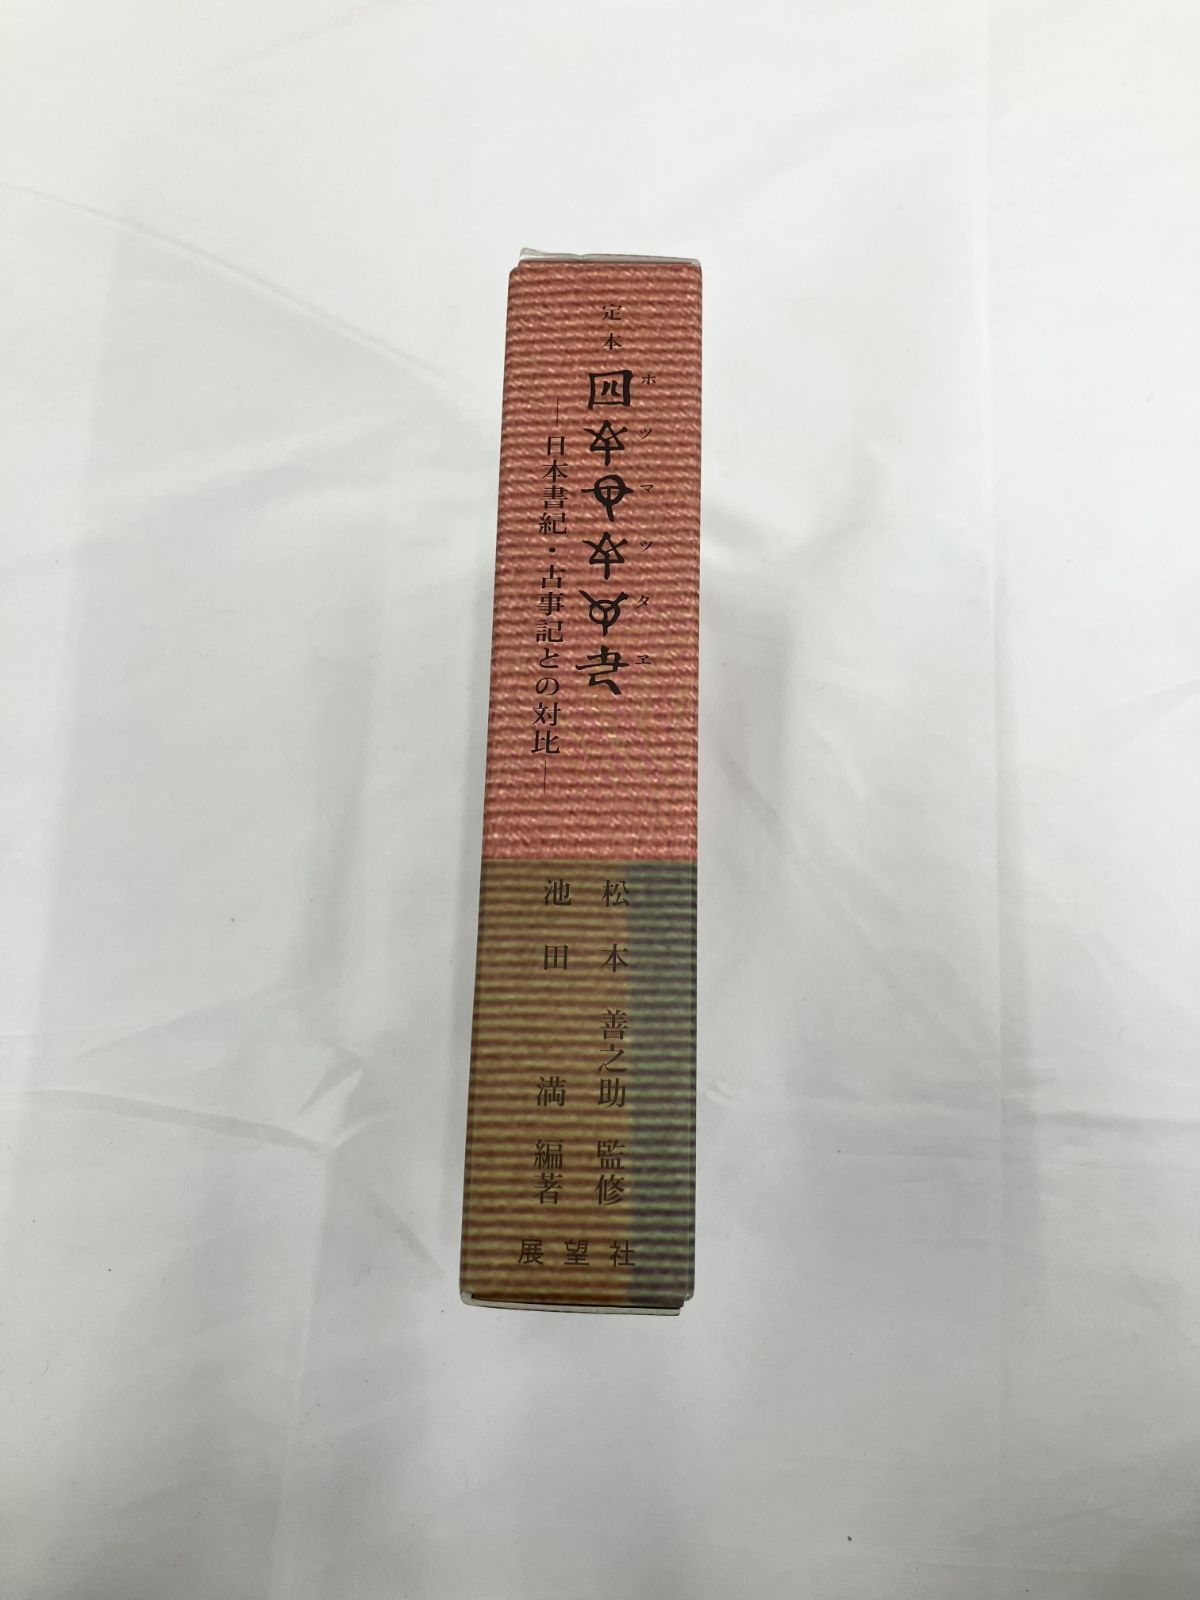 定本
ホツマツタヱ
―日本書紀・古事記との対比―
松本善之助 監修
池田 満 編著
展望社